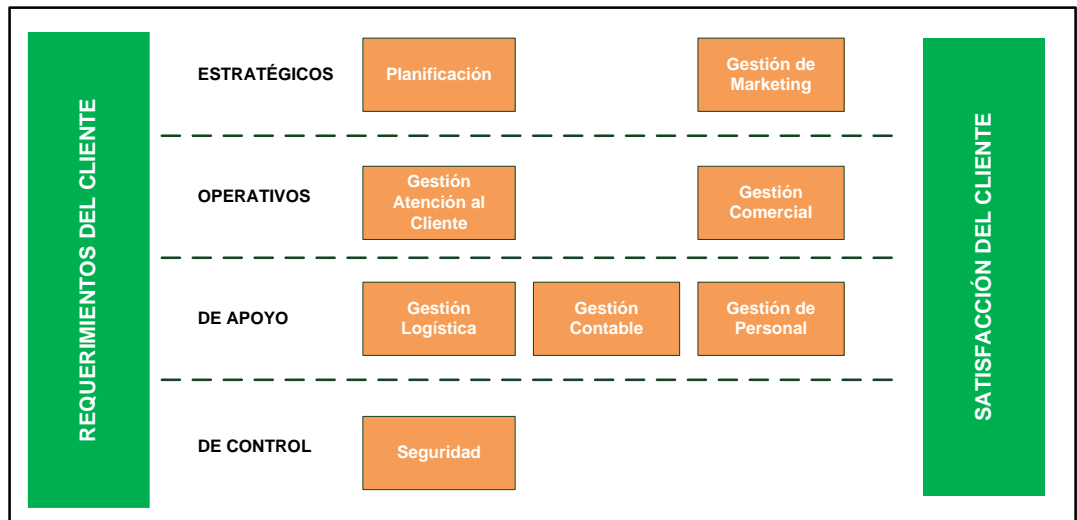 REQUERIMIENTOS DEL CLIENTE
ESTRATÉGICOS
Planificación
Gestión de
Marketing
OPERATIVOS
Gestión
Atención al
Cliente
Gestión
Comercial
DE APOYO
Gestión
Logística
Gestión
Contable
Gestión de
Personal
DE CONTROL
Seguridad
SATISFACCIÓN DEL CLIENTE